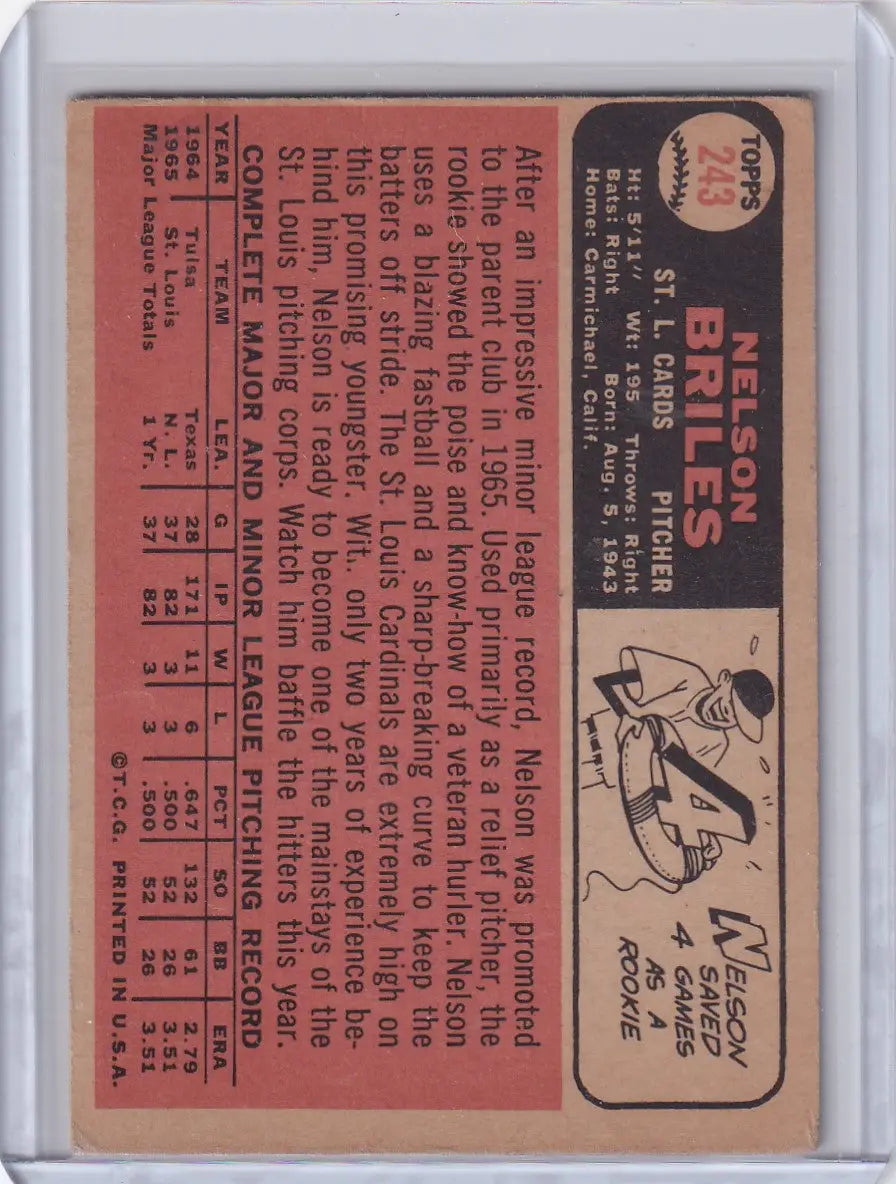 TOPPS
243
NELSON
BRILES
ST. L. CARDS PITCHER
Ht: 5'11" Wt: 195 Throws: Right
Bats: Right Born: Aug. 5, 1943
Home: Carmichael, Calif.
NELSON
SAVED
4 GAMES
AS A
ROOKIE
After an impressive minor league record, Nelson was promoted
to the parent club in 1965. Used primarily as a relief pitcher, the
rookie showed the poise and know-how of a veteran hurler. Nelson
uses a blazing fastball and a sharp-breaking curve to keep the
batters off stride. The St. Louis Cardinals are extremely high on
this promising youngster. Wit. only two years of experience be-
hind him, Nelson is ready to become one of the mainstays of the
St. Louis pitching corps. Watch him baffle the hitters this year.
COMPLETE MAJOR AND MINOR LEAGUE PITCHING RECORD
YEAR TEAM LEA. G IP W L PCT SO BB ERA
1964 Tulsa Texas 28 171 11 6 .647 132 61 2.79
1965 St. Louis N. L. 37 82 3 3 .500 52 26 3.51
Major League Totals 1 Yr. 37 82 3 3 .500 52 26 3.51
©T.C.G. PRINTED IN U.S.A.